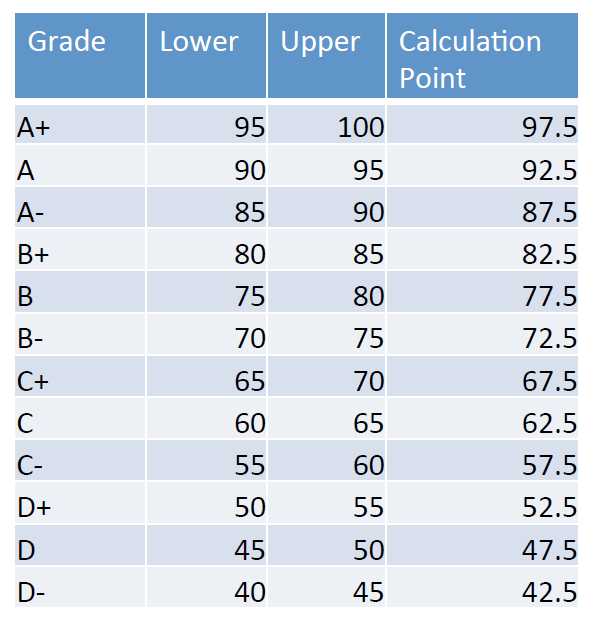 Grade Lower Upper Calculation
Point
A+ 95 100 97.5
A 90 95 92.5
A- 85 90 87.5
B+ 80 85 82.5
B 75 80 77.5
B- 70 75 72.5
C+ 65 70 67.5
C 60 65 62.5
C- 55 60 57.5
D+ 50 55 52.5
D 45 50 47.5
D- 40 45 42.5